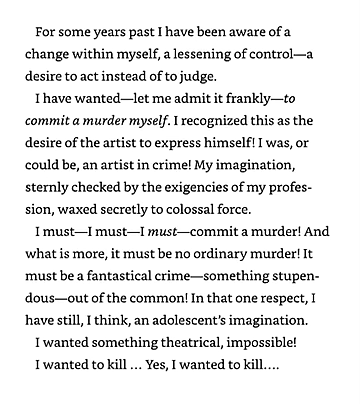 For some years past I have been aware of a
change within myself, a lessening of control—a
desire to act instead of to judge.
I have wanted—let me admit it frankly—to
commit a murder myself. I recognized this as the
desire of the artist to express himself! I was, or
could be, an artist in crime! My imagination,
sternly checked by the exigencies of my profes-
sion, waxed secretly to colossal force.
I must—I must—I must—commit a murder! And
what is more, it must be no ordinary murder! It
must be a fantastical crime—something stupen-
dous—out of the common! In that one respect, I
have still, I think, an adolescent's imagination.
I wanted something theatrical, impossible!
I wanted to kill ... Yes, I wanted to kill....